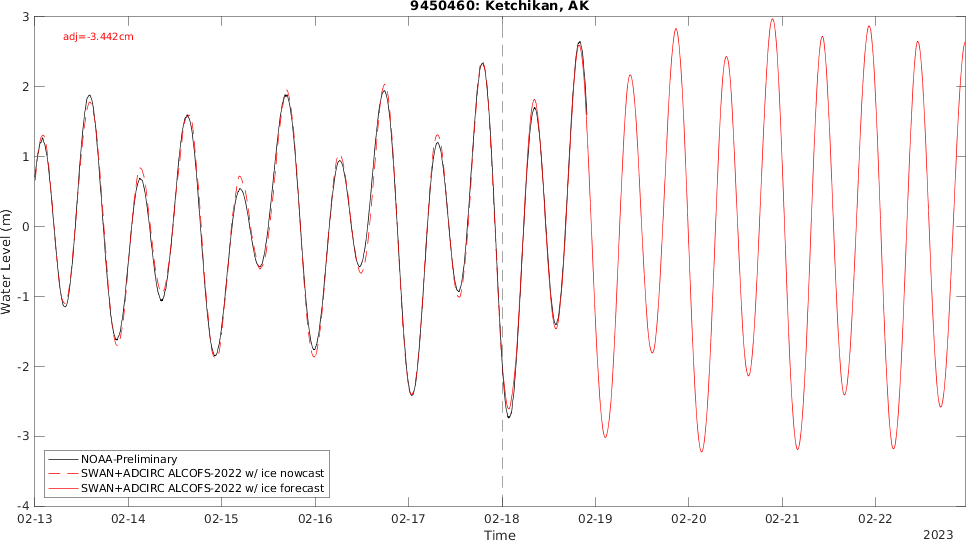 9450460: Ketchikan, AK
adj=-3.442cm
3
2
1
0
-1
-2
-3
-4
Water Level (m)
NOAA-Preliminary
SWAN+ADCIRC ALCOFS-2022 w/ ice nowcast
SWAN+ADCIRC ALCOFS-2022 w/ ice forecast
02-13 02-14 02-15 02-16 02-17 02-18 02-19 02-20 02-21 02-22
Time
2023